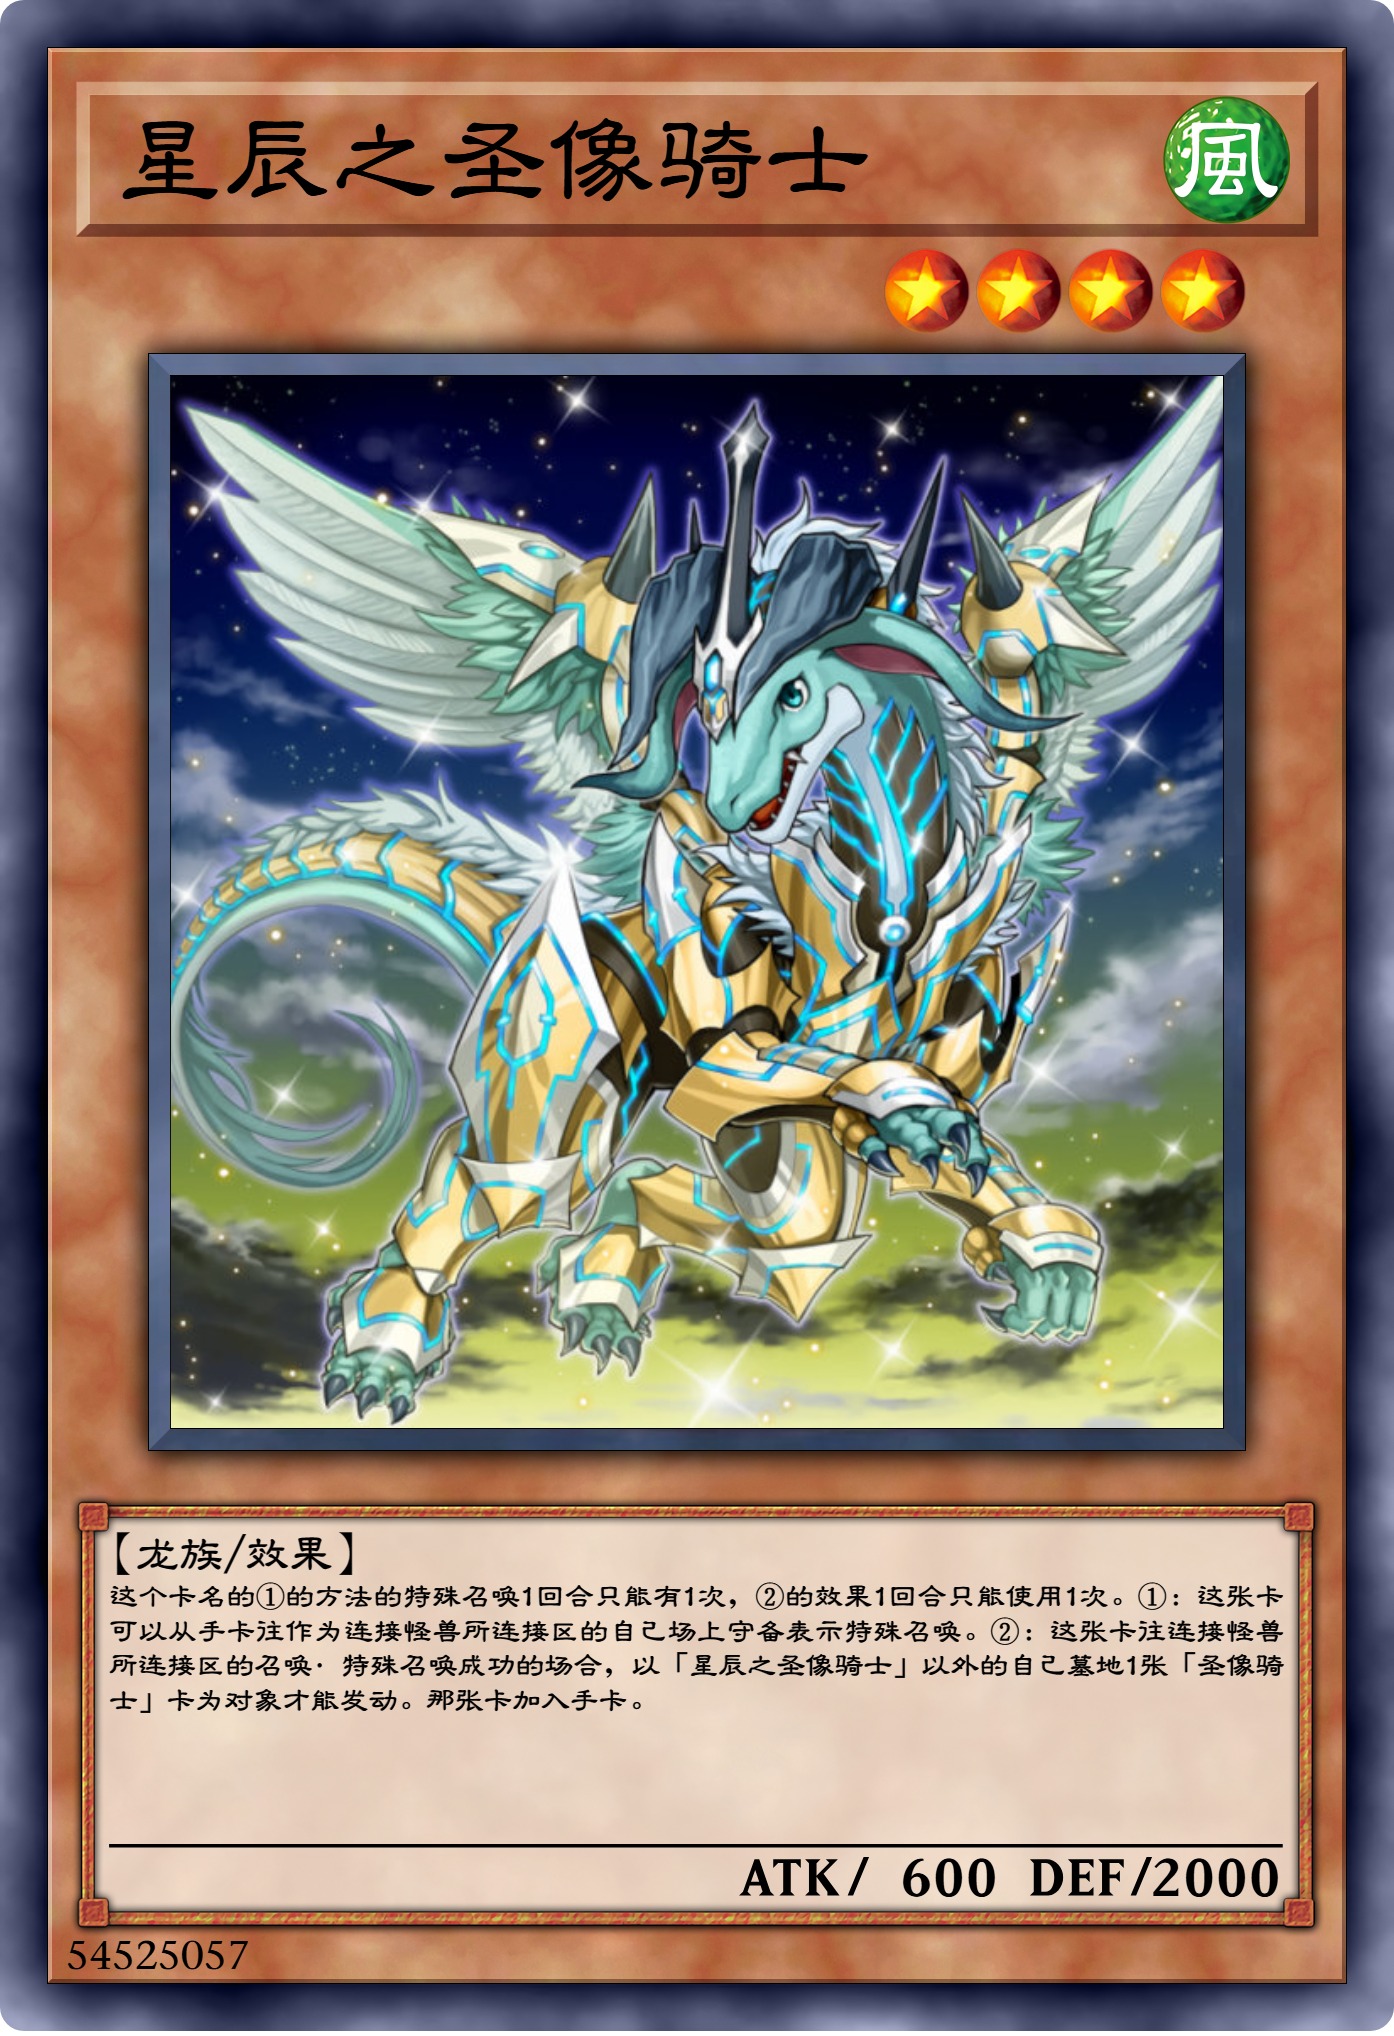 星辰之圣像骑士
風
【龙族/效果】
这个卡名的①的方法的特殊召唤1回合只能有1次，②的效果1回合只能使用1次。①：这张卡
可以从手卡往作为连接怪兽所连接区的自己场上守备表示特殊召唤。②：这张卡往连接怪兽
所连接区的召唤·特殊召唤成功的场合，以「星辰之圣像骑士」以外的自己墓地1张「圣像骑
士」卡为对象才能发动。那张卡加入手卡。
ATK/ 600 DEF/2000
54525057